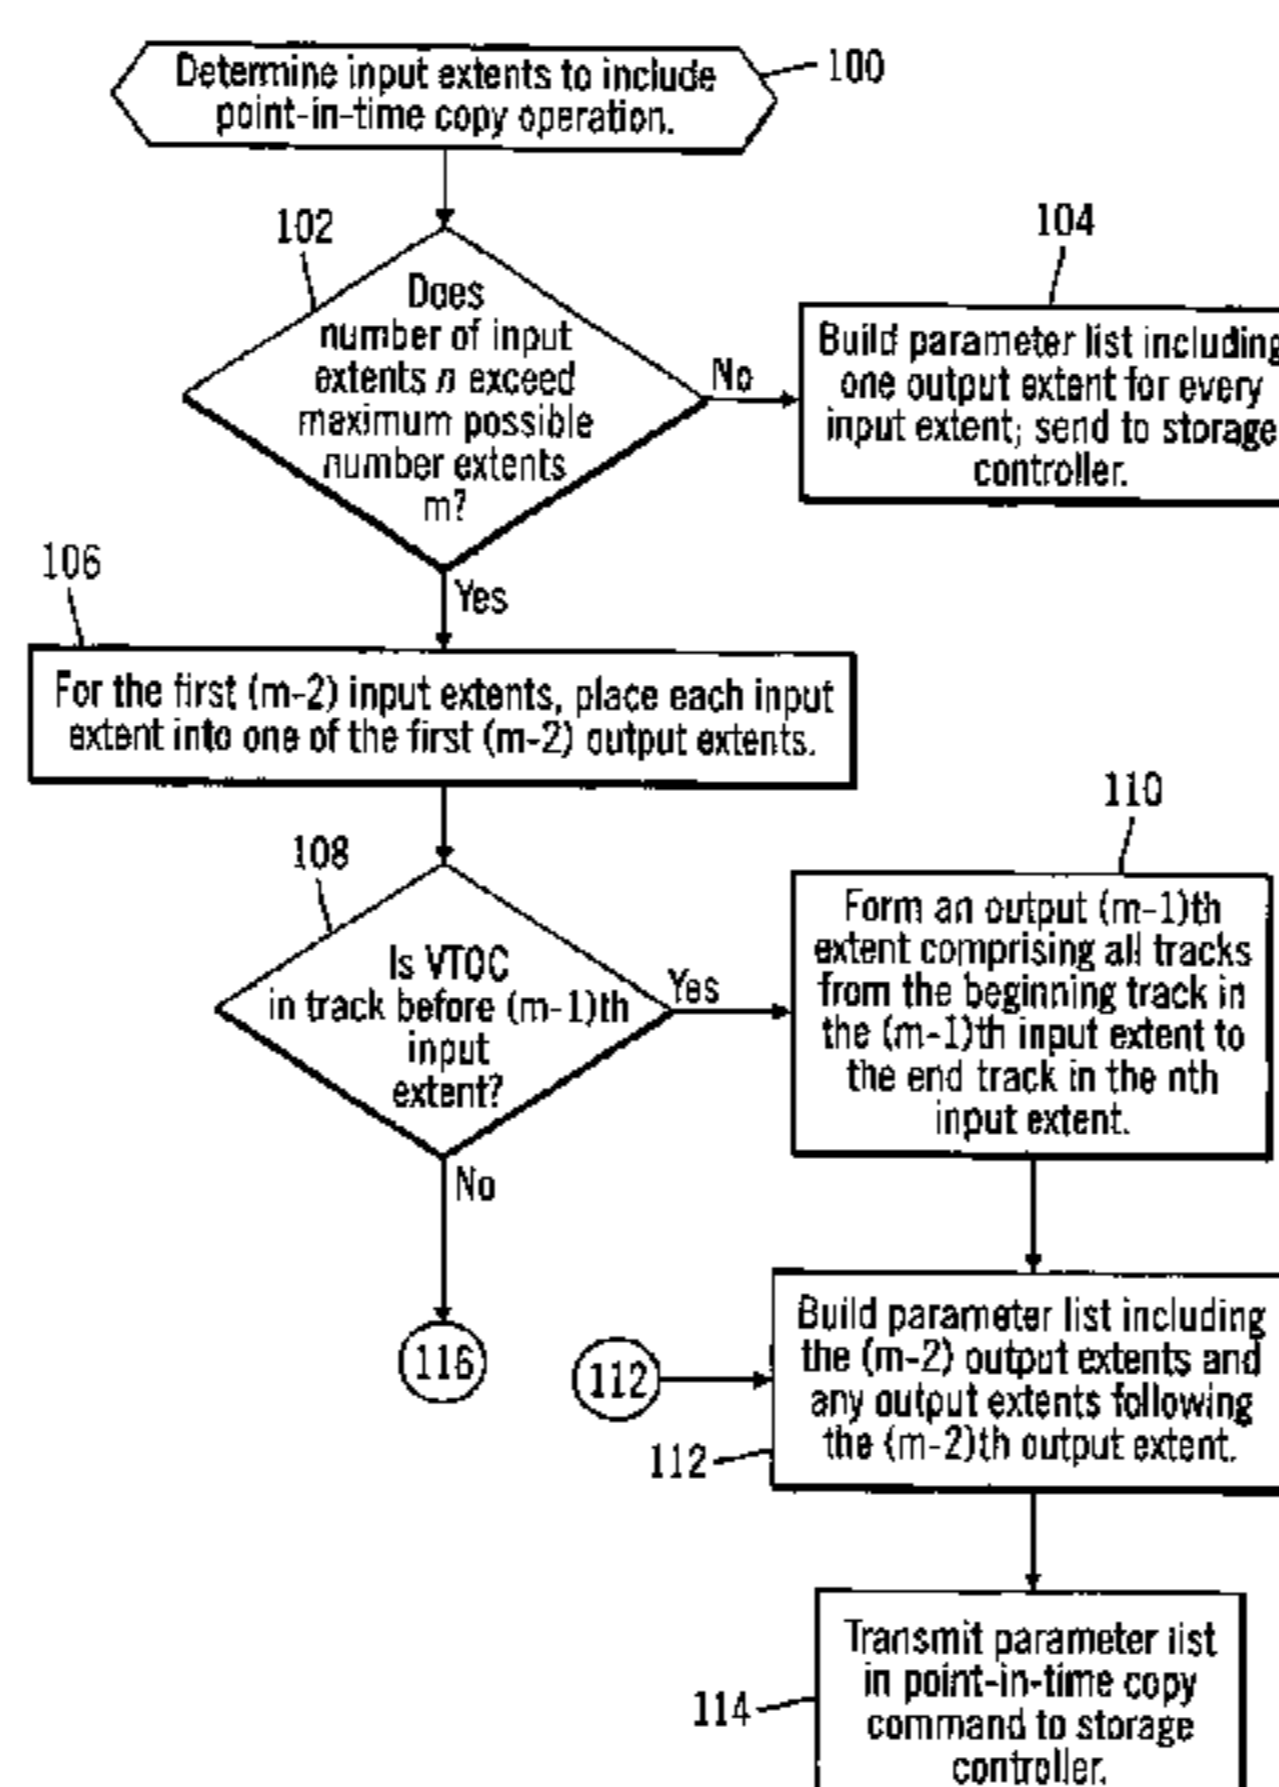 Determine input extents to include
point-in-time copy operation.
100
102
Does
number of input
extents n exceed
maximum possible
number extents
m?
No
104
Build parameter list including
one output extent for every
input extent; send to storage
controller.
Yes
106
For the first (m-2) input extents, place each input
extent into one of the first (m-2) output extents.
108
Is VTOC
in track before (m-1)th
input
extent?
Yes
110
Form an output (m-1)th
extent comprising all tracks
from the beginning track in
the (m-1)th input extent to
the end track in the nth
input extent.
No
116
112
Build parameter list including
the (m-2) output extents and
any output extents following
the (m-2)th output extent.
112
Transmit parameter list
in point-in-time copy
command to storage
controller.
114